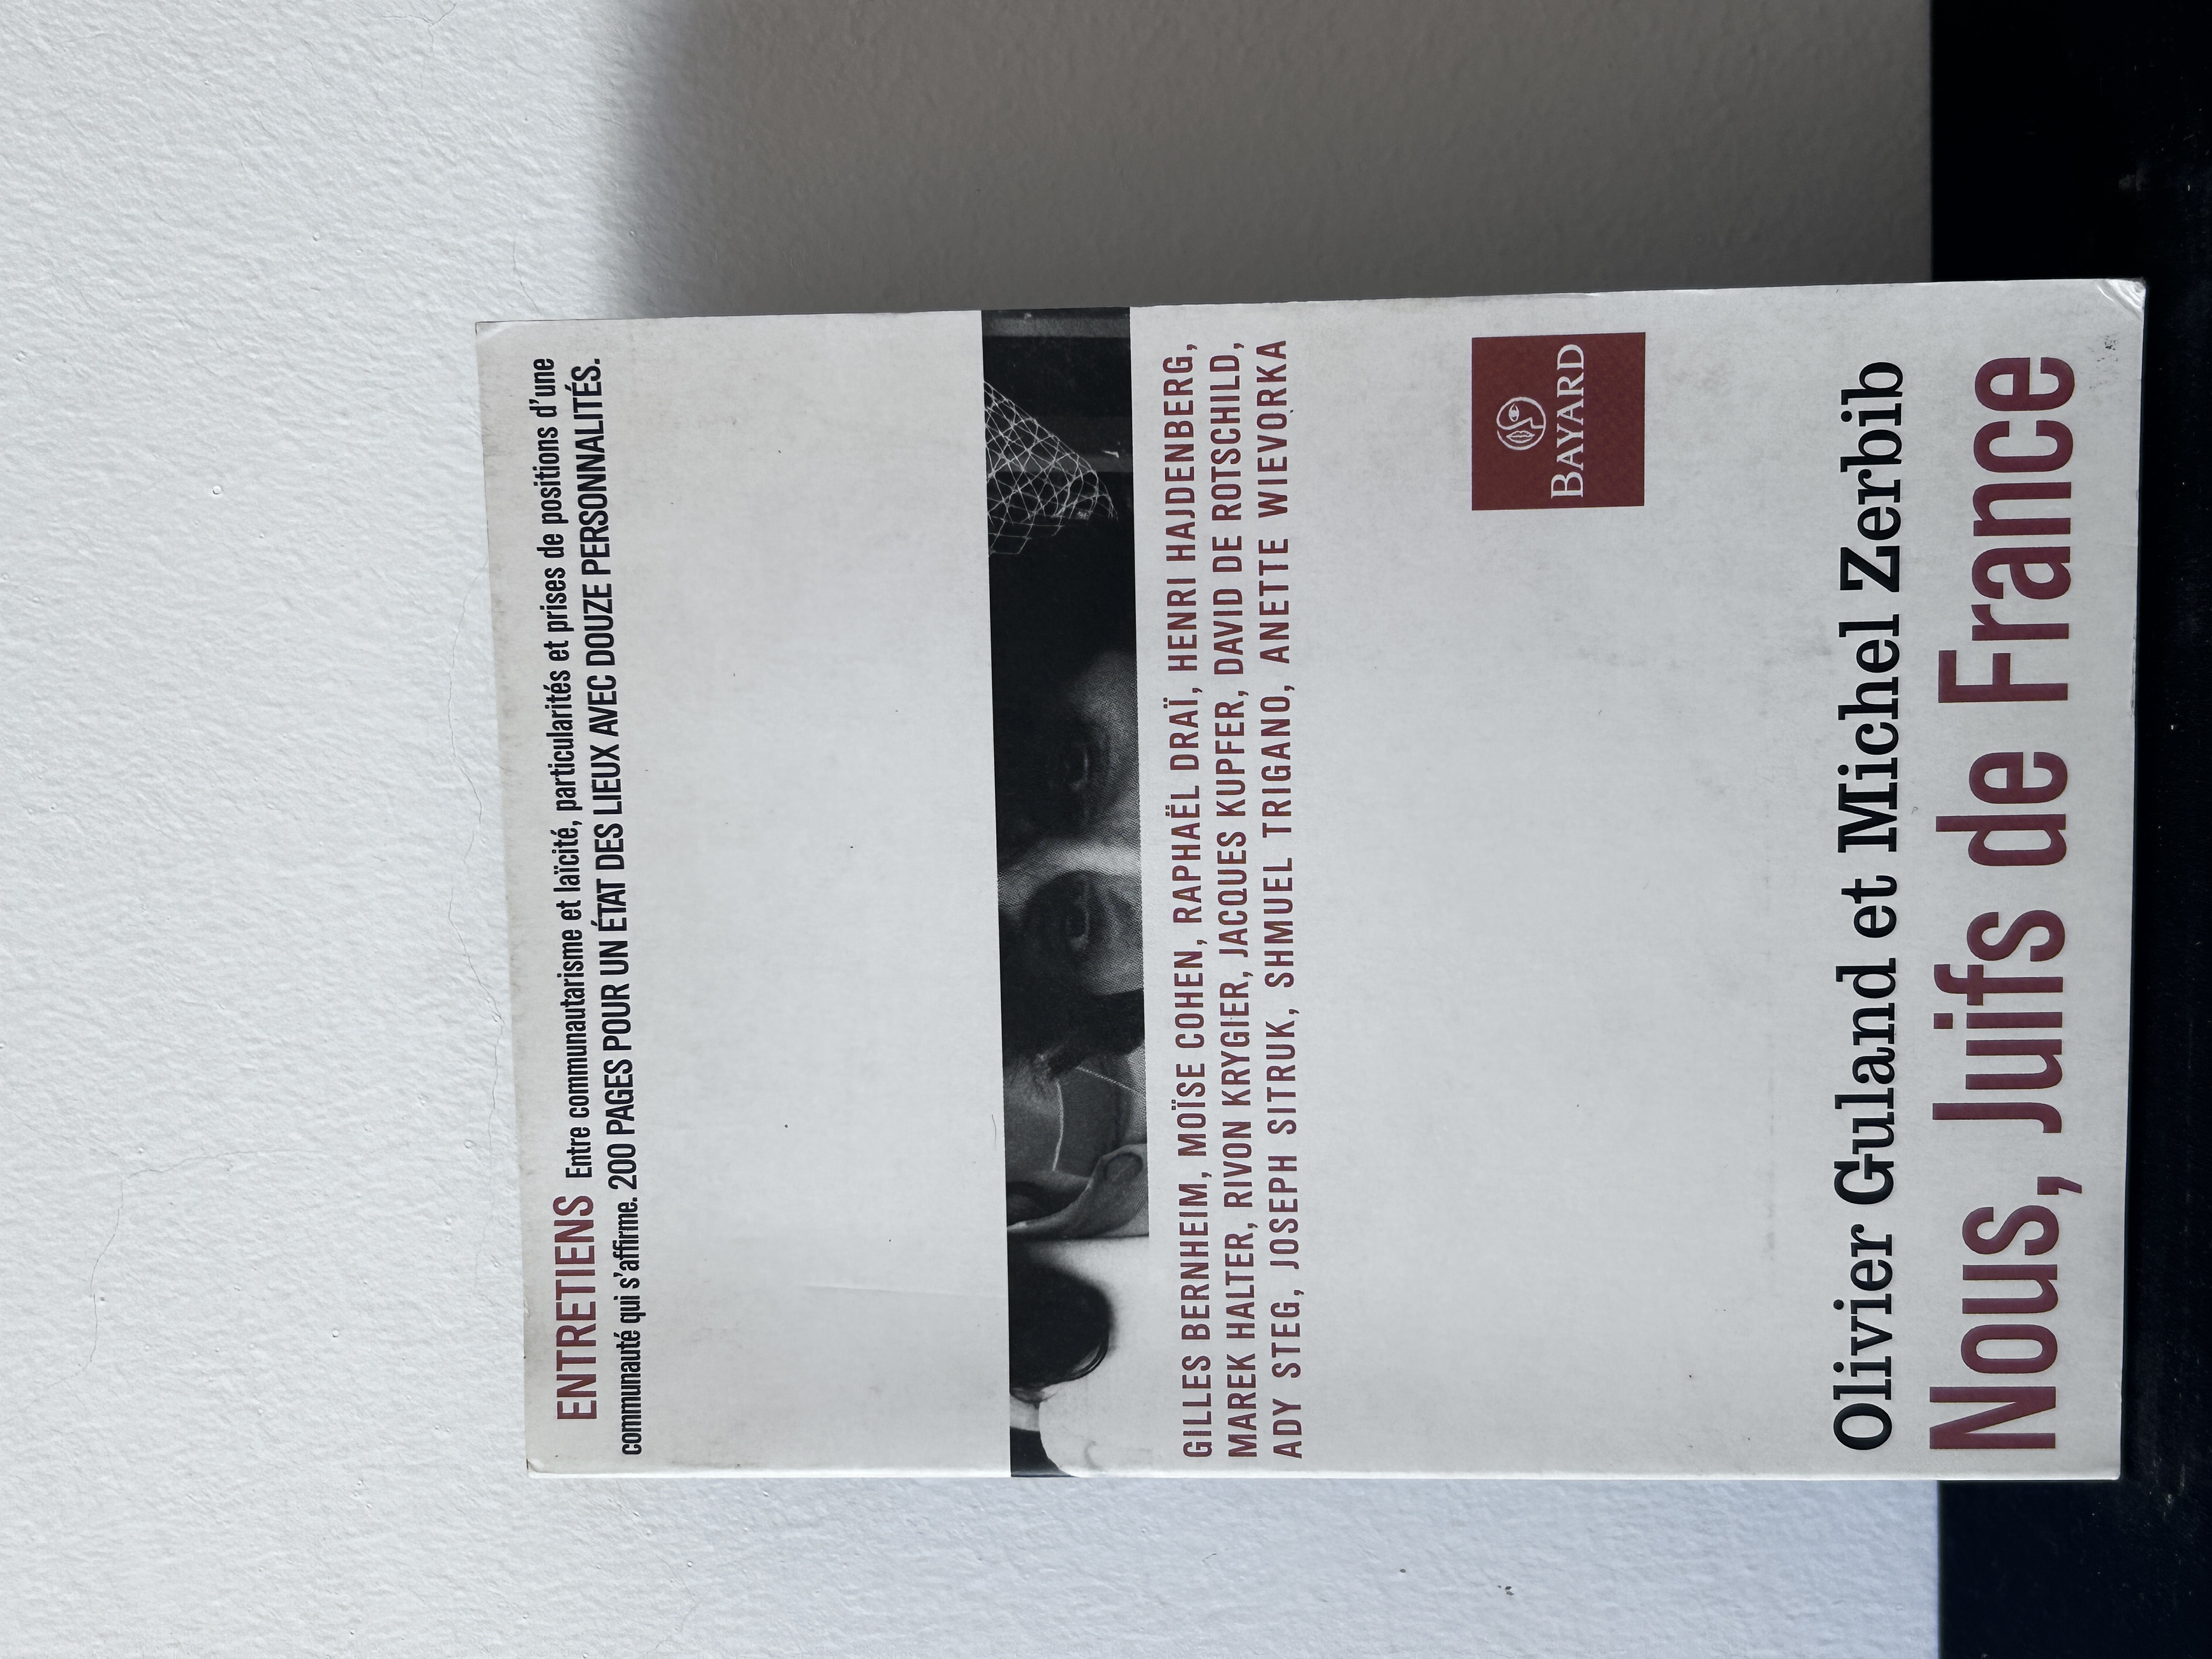 ENTRETIENS Entre communautarisme et laïcité, particularités et prises de positions d'une
communauté qui s'affirme. 200 PAGES POUR UN ÉTAT DES LIEUX AVEC DOUZE PERSONNALITÉS.
GILLES BERNHEIM, MOÏSE COHEN, RAPHAËL DRAÏ, HENRI HAJDENBERG,
MAREK HALTER, RIVON KRYGIER, JACQUES KUPFER, DAVID DE ROTSCHILD,
ADY STEG, JOSEPH SITRUK, SHMUEL TRIGANO, ANETTE WIEVORKA
BAYARD
Olivier Guland et Michel Zerbib
Nous, Juifs de France